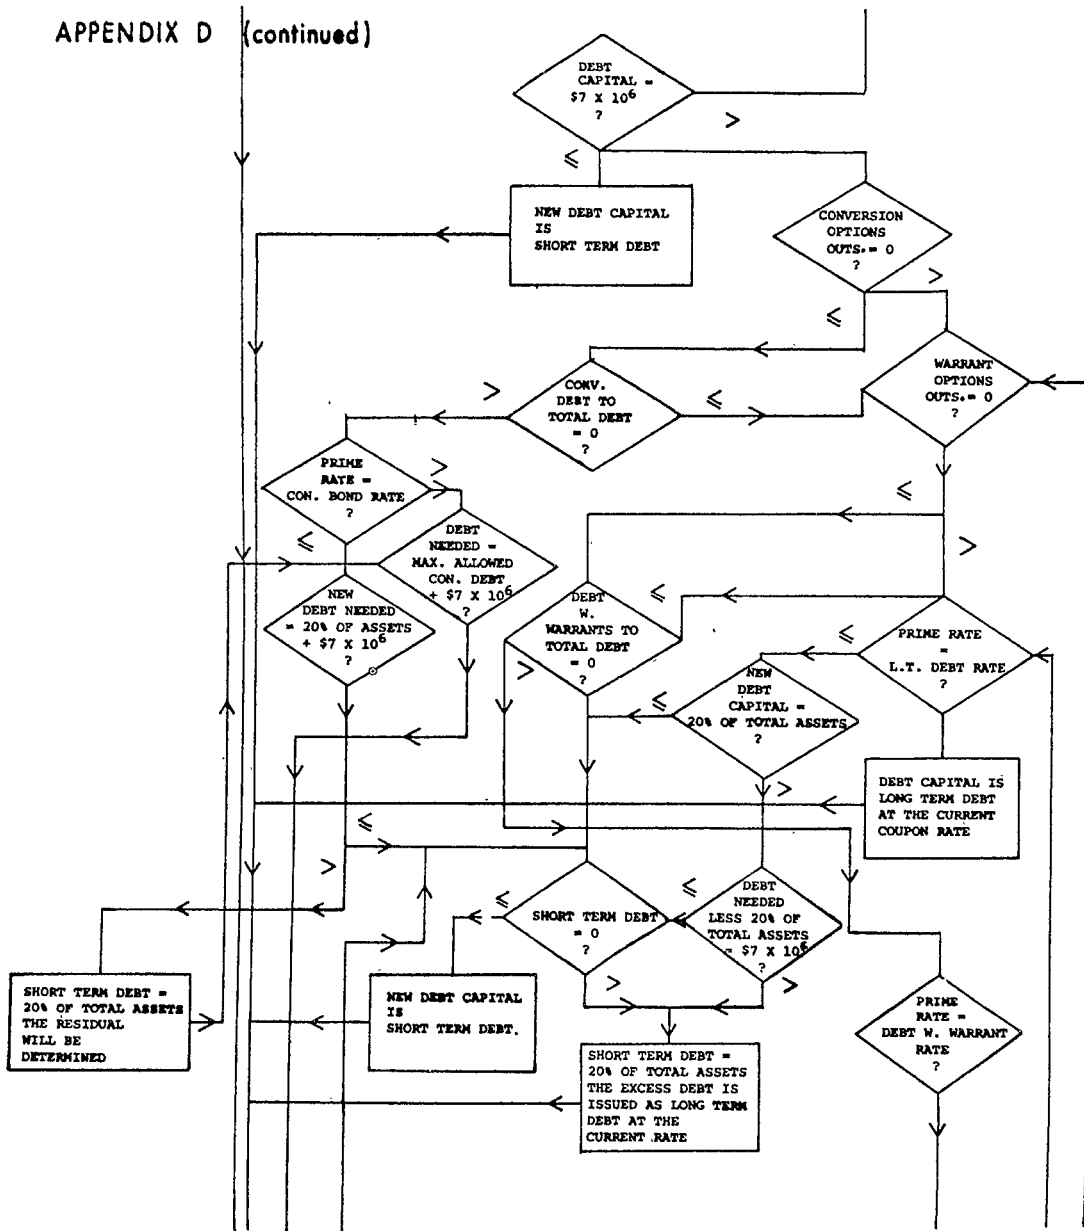 APPENDIX D (continued)
DEBT
CAPITAL =
$7 X 10⁶
?
>
⩽
NEW DEBT CAPITAL
IS
SHORT TERM DEBT
CONVERSION
OPTIONS
OUTS.= 0
?
>
⩽
CONV.
DEBT TO
TOTAL DEBT
= 0
?
>
⩽
WARRANT
OPTIONS
OUTS.= 0
?
PRIME
RATE =
CON. BOND RATE
?
>
⩽
DEBT
NEEDED =
MAX. ALLOWED
CON. DEBT
+ $7 X 10⁶
?
⩽
>
NEW
DEBT NEEDED
= 20% OF ASSETS
+ $7 X 10⁶
?
DEBT
W.
WARRANTS TO
TOTAL DEBT
= 0
?
⩽
>
PRIME RATE
=
L.T. DEBT RATE
?
⩽
NEW
DEBT
CAPITAL =
20% OF TOTAL ASSETS
?
⩽
>
DEBT CAPITAL IS
LONG TERM DEBT
AT THE CURRENT
COUPON RATE
⩽
>
SHORT TERM DEBT
= 0
?
⩽
>
DEBT
NEEDED
LESS 20% OF
TOTAL ASSETS
= $7 X 10⁶
?
⩽
>
SHORT TERM DEBT =
20% OF TOTAL ASSETS
THE RESIDUAL
WILL BE
DETERMINED
NEW DEBT CAPITAL
IS
SHORT TERM DEBT.
PRIME
RATE =
DEBT W. WARRANT
RATE
?
SHORT TERM DEBT =
20% OF TOTAL ASSETS
THE EXCESS DEBT IS
ISSUED AS LONG TERM
DEBT AT THE
CURRENT RATE